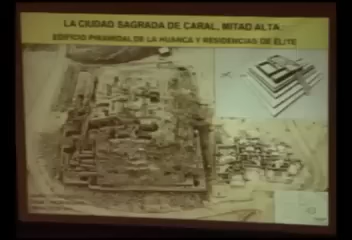 LA CIUDAD SAGRADA DE CARAL, MITAD ALTA.
EDIFICIO PIRAMIDAL DE LA HUANCA Y RESIDENCIAS DE ELITE